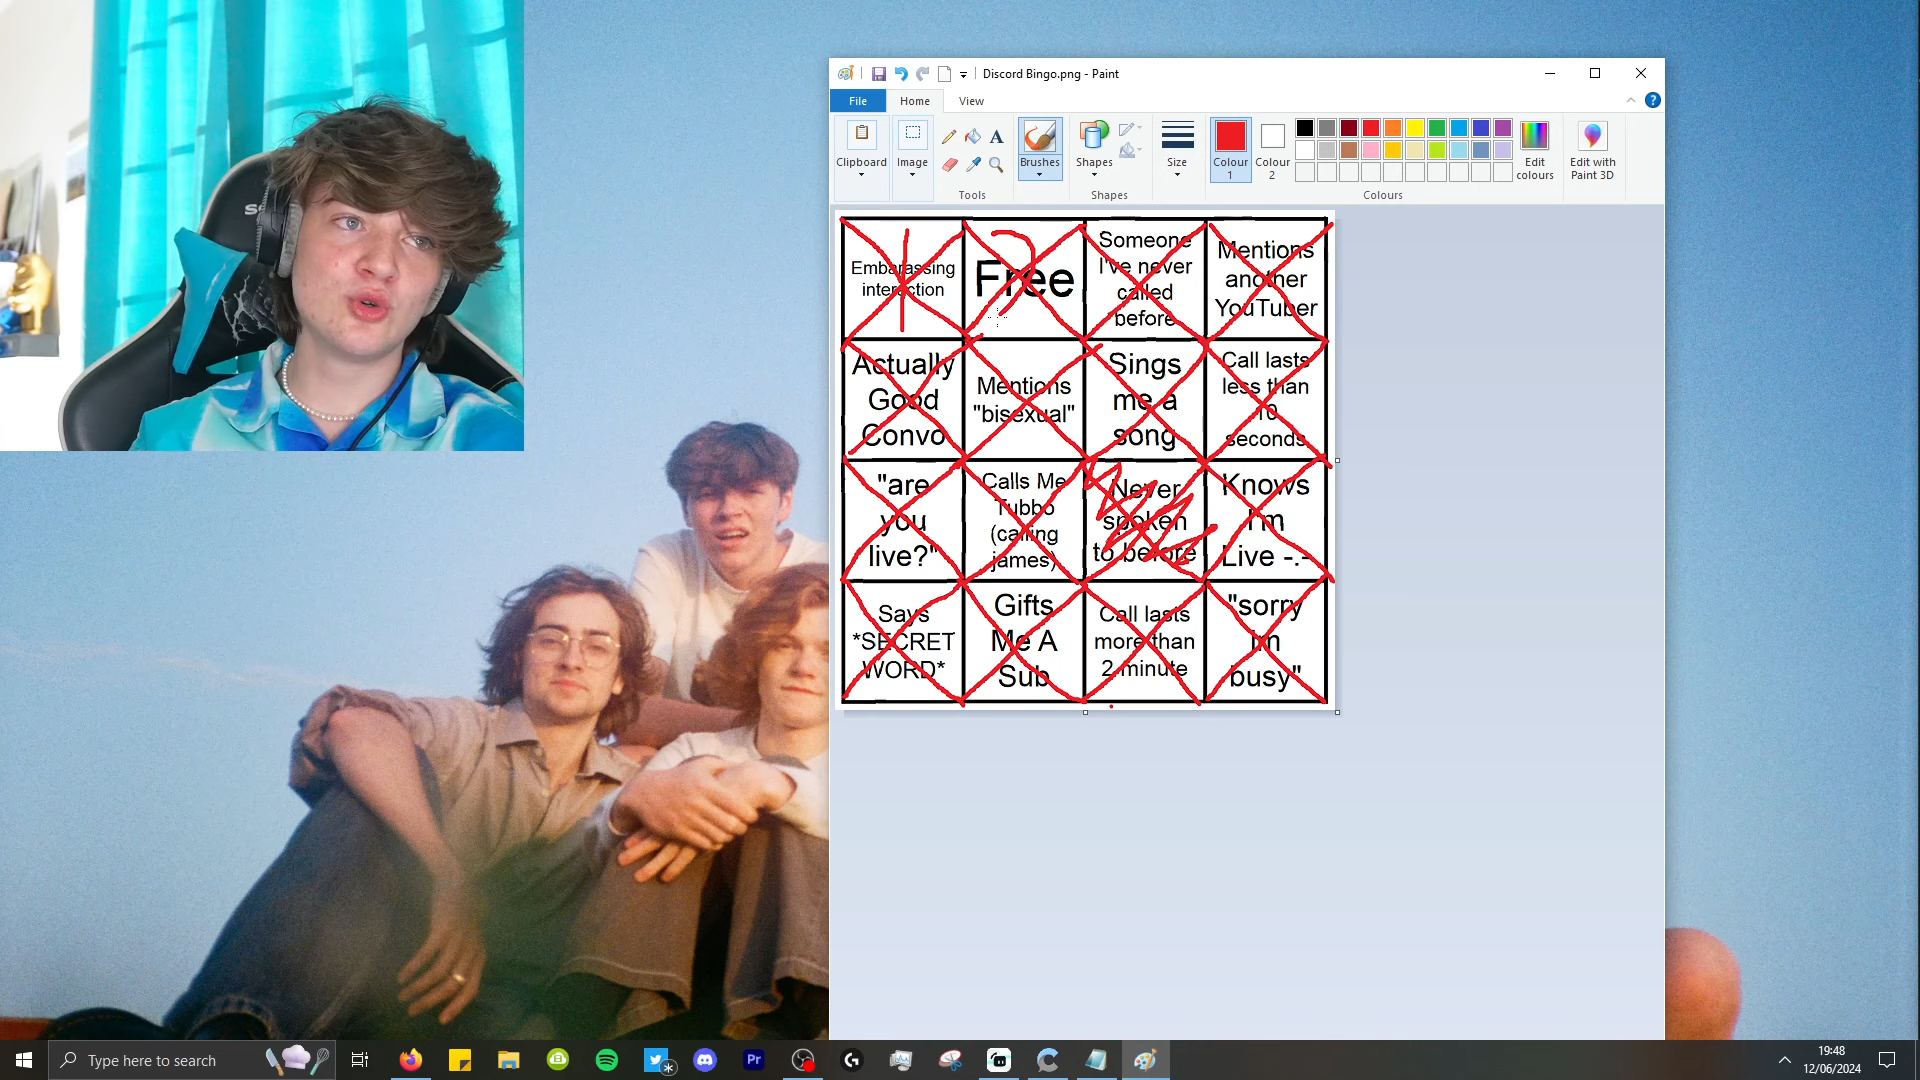 Discord Bingo.png - Paint
File Home View
Clipboard
Image
Tools
Brushes
Shapes
Shapes
Size
Colour 1
Colour 2
Edit colours
Edit with Paint 3D
Colours
Embarassing
interaction
Free
Someone
I've never
called
before
Mentions
another
YouTuber
Actually
Good
Convo
Mentions
"bisexual"
Sings
me a
song
Call lasts
less than
10
seconds
"are
you
live?"
Calls Me
Tubbo
(calling
james)
Never
spoken
to before
Knows
I'm
Live -.-
Says
*SECRET
WORD*
Gifts
Me A
Sub
Call lasts
more than
2 minute
"sorry
im
busy"
Type here to search
Pr
19:48
12/06/2024